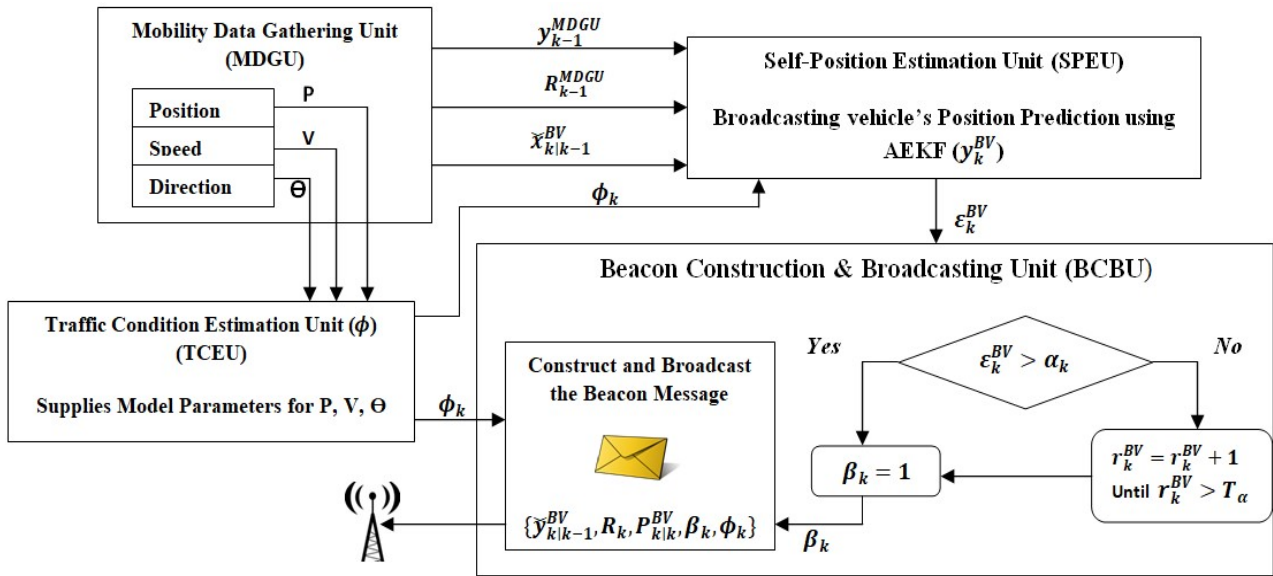 Mobility Data Gathering Unit
(MDGU)
Position
Speed
Direction
P
V
Θ
y_{k-1}^{MDGU}
R_{k-1}^{MDGU}
x̌_{k|k-1}^{BV}
ϕ_k
Self-Position Estimation Unit (SPEU)
Broadcasting vehicle's Position Prediction using
AEKF (y_k^{BV})
ε_k^{BV}
Traffic Condition Estimation Unit (ϕ)
(TCEU)
Supplies Model Parameters for P, V, Θ
ϕ_k
Beacon Construction & Broadcasting Unit (BCBU)
Construct and Broadcast
the Beacon Message
{y̌_{k|k-1}^{BV}, R_k, P_{k|k}^{BV}, β_k, ϕ_k}
Yes
ε_k^{BV} > α_k
No
β_k = 1
r_k^{BV} = r_k^{BV} + 1
Until r_k^{BV} > T_α
β_k